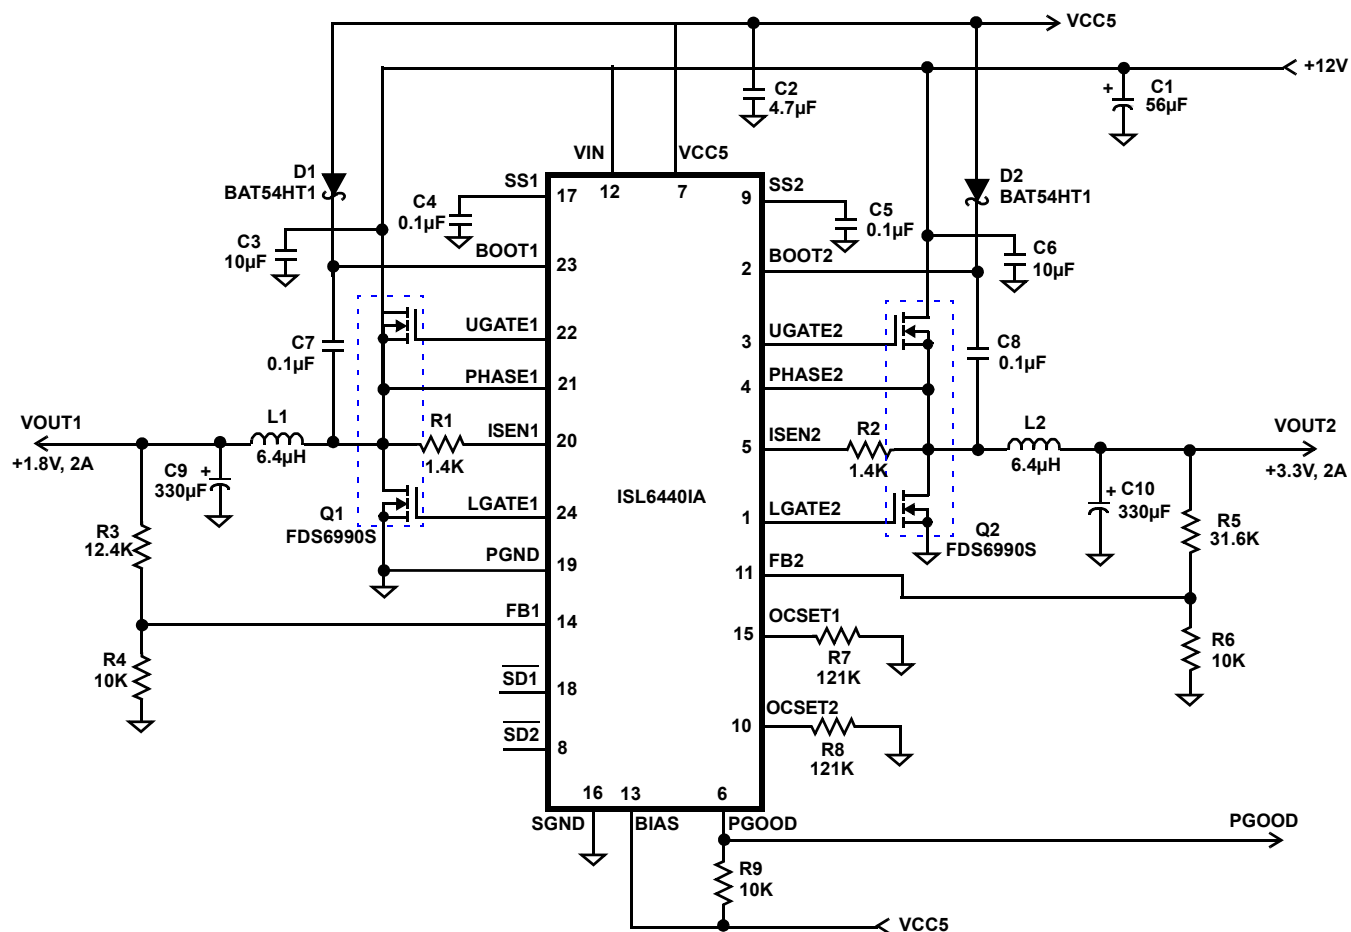 VCC5
+12V
C2
4.7µF
+
C1
56µF
VIN
VCC5
D1
BAT54HT1
SS1
17
12
7
9
SS2
D2
BAT54HT1
C4
0.1µF
C5
0.1µF
C3
10µF
BOOT1
23
2
BOOT2
C6
10µF
C7
0.1µF
UGATE1
22
3
UGATE2
C8
0.1µF
PHASE1
21
4
PHASE2
VOUT1
+1.8V, 2A
L1
6.4µH
R1
1.4K
ISEN1
20
5
ISEN2
R2
1.4K
L2
6.4µH
VOUT2
+3.3V, 2A
C9
+
330µF
ISL6440IA
+
C10
330µF
Q1
FDS6990S
LGATE1
24
1
LGATE2
Q2
FDS6990S
R3
12.4K
R5
31.6K
PGND
19
11
FB2
FB1
14
15
OCSET1
R7
121K
R4
10K
R6
10K
SD1
18
10
OCSET2
R8
121K
SD2
8
16
13
6
SGND
BIAS
PGOOD
PGOOD
R9
10K
VCC5